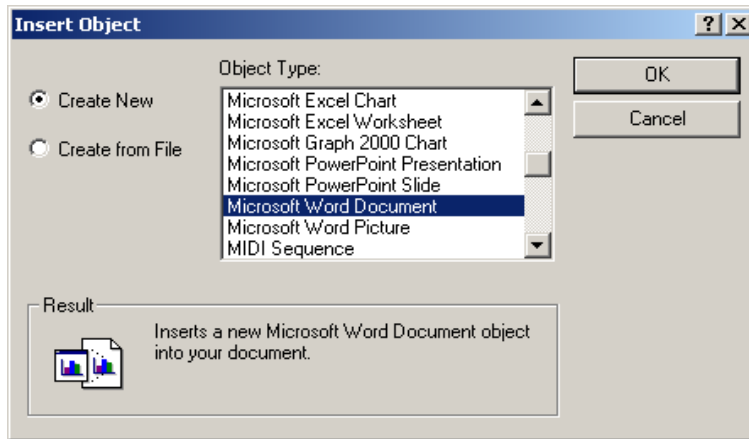 Insert Object
Object Type:
Create New
Create from File
Microsoft Excel Chart
Microsoft Excel Worksheet
Microsoft Graph 2000 Chart
Microsoft PowerPoint Presentation
Microsoft PowerPoint Slide
Microsoft Word Document
Microsoft Word Picture
MIDI Sequence
OK
Cancel
Result
Inserts a new Microsoft Word Document object
into your document.